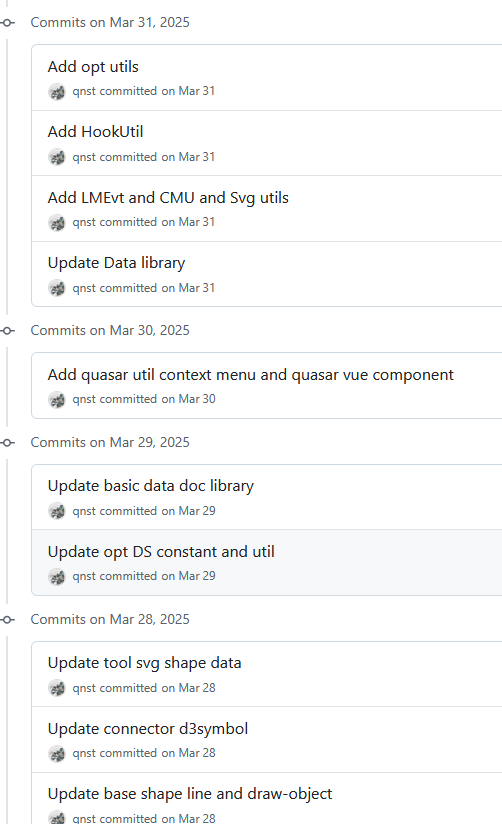 Commits on Mar 31, 2025
Add opt utils
qnst committed on Mar 31
Add HookUtil
qnst committed on Mar 31
Add LMEvt and CMU and Svg utils
qnst committed on Mar 31
Update Data library
qnst committed on Mar 31
Commits on Mar 30, 2025
Add quasar util context menu and quasar vue component
qnst committed on Mar 30
Commits on Mar 29, 2025
Update basic data doc library
qnst committed on Mar 29
Update opt DS constant and util
qnst committed on Mar 29
Commits on Mar 28, 2025
Update tool svg shape data
qnst committed on Mar 28
Update connector d3symbol
qnst committed on Mar 28
Update base shape line and draw-object
qnst committed on Mar 28